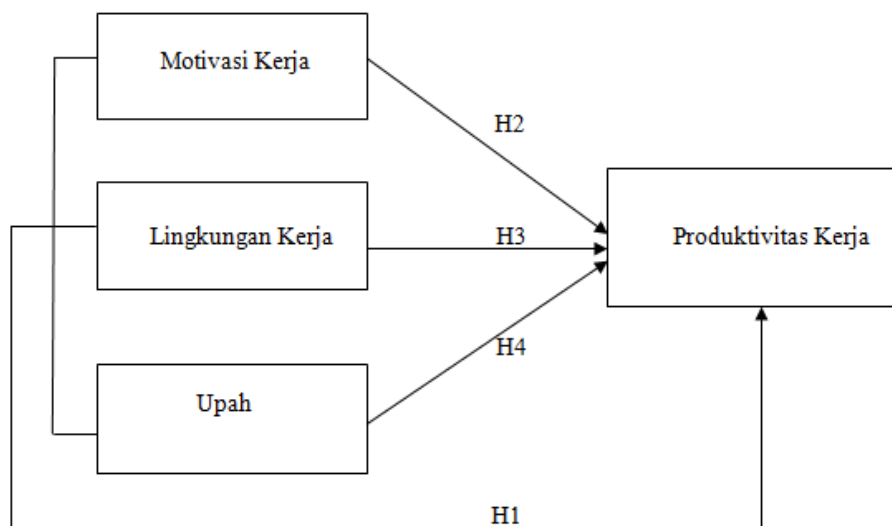 Motivasi Kerja
H2
Lingkungan Kerja
H3
Produktivitas Kerja
H4
Upah
H1